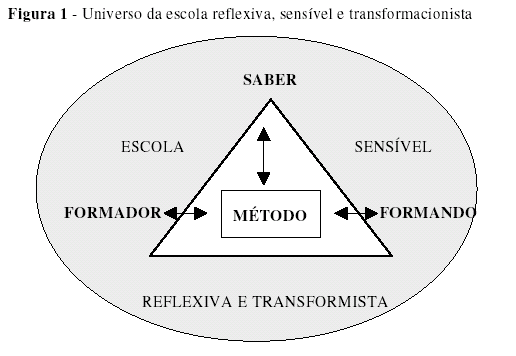 Figura 1 - Universo da escola reflexiva, sensível e transformacionista
SABER
ESCOLA
SENSÍVEL
FORMADOR
MÉTODO
FORMANDO
REFLEXIVA E TRANSFORMISTA